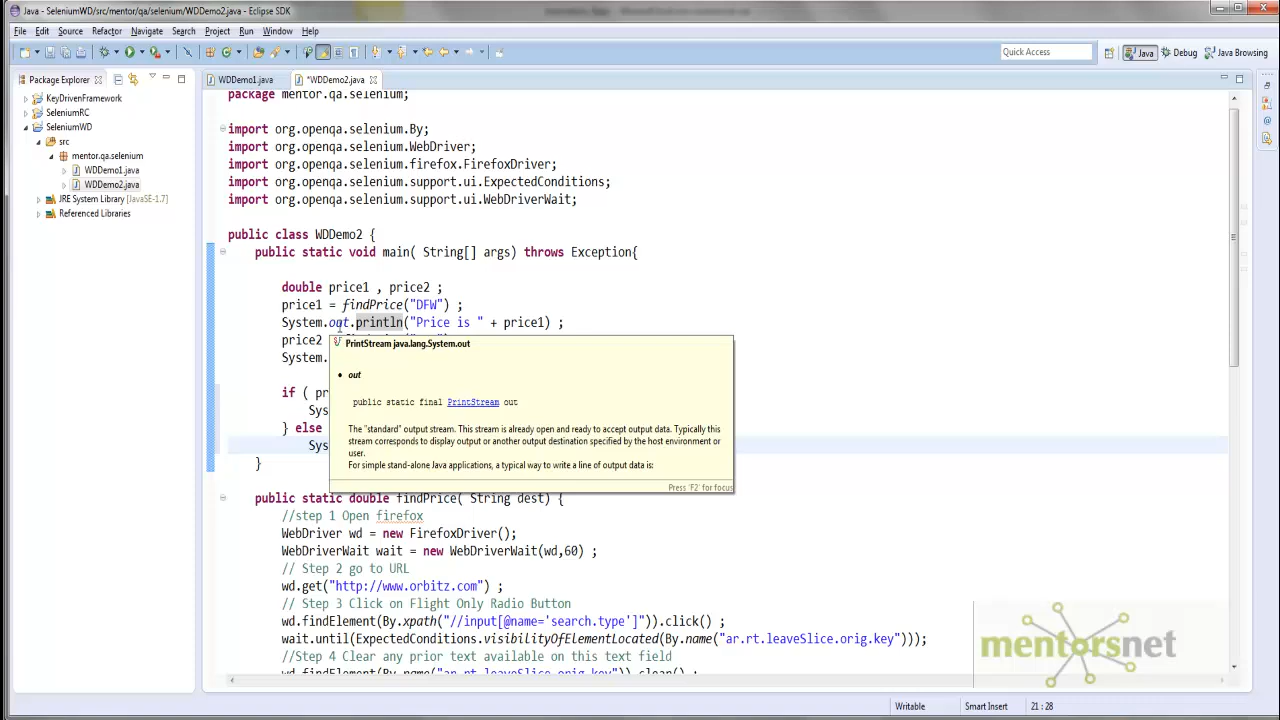 Java - SeleniumWD/src/mentor/qa/selenium/WDDemo2.java - Eclipse SDK
File Edit Source Refactor Navigate Search Project Run Window Help
Quick Access
Java
Debug
Java Browsing
Package Explorer
WDDemo1.java
*WDDemo2.java
KeyDrivenFramework
SeleniumRC
SeleniumWD
src
mentor.qa.selenium
WDDemo1.java
WDDemo2.java
JRE System Library [JavaSE-1.7]
Referenced Libraries
package mentor.qa.selenium;
import org.openqa.selenium.By;
import org.openqa.selenium.WebDriver;
import org.openqa.selenium.firefox.FirefoxDriver;
import org.openqa.selenium.support.ui.ExpectedConditions;
import org.openqa.selenium.support.ui.WebDriverWait;
public class WDDemo2 {
public static void main( String[] args) throws Exception{
double price1 , price2 ;
price1 = findPrice("DFW") ;
System.out.println("Price is " + price1) ;
price2
System.
if ( pr
Sys
} else
Sys
}
PrintStream java.lang.System.out
• out
public static final PrintStream out
The "standard" output stream. This stream is already open and ready to accept output data. Typically this
stream corresponds to display output or another output destination specified by the host environment or
user.
For simple stand-alone Java applications, a typical way to write a line of output data is:
Press 'F2' for focus
public static double findPrice( String dest) {
//step 1 Open firefox
WebDriver wd = new FirefoxDriver();
WebDriverWait wait = new WebDriverWait(wd,60) ;
// Step 2 go to URL
wd.get("http://www.orbitz.com") ;
// Step 3 Click on Flight Only Radio Button
wd.findElement(By.xpath("//input[@name='search.type']")).click() ;
wait.until(ExpectedConditions.visibilityOfElementLocated(By.name("ar.rt.leaveSlice.orig.key")));
//Step 4 Clear any prior text available on this text field
wd.findElement(By.name("ar.rt.leaveSlice.orig.key")).clear() ;
mentorsnet
Writable
Smart Insert
21 : 28